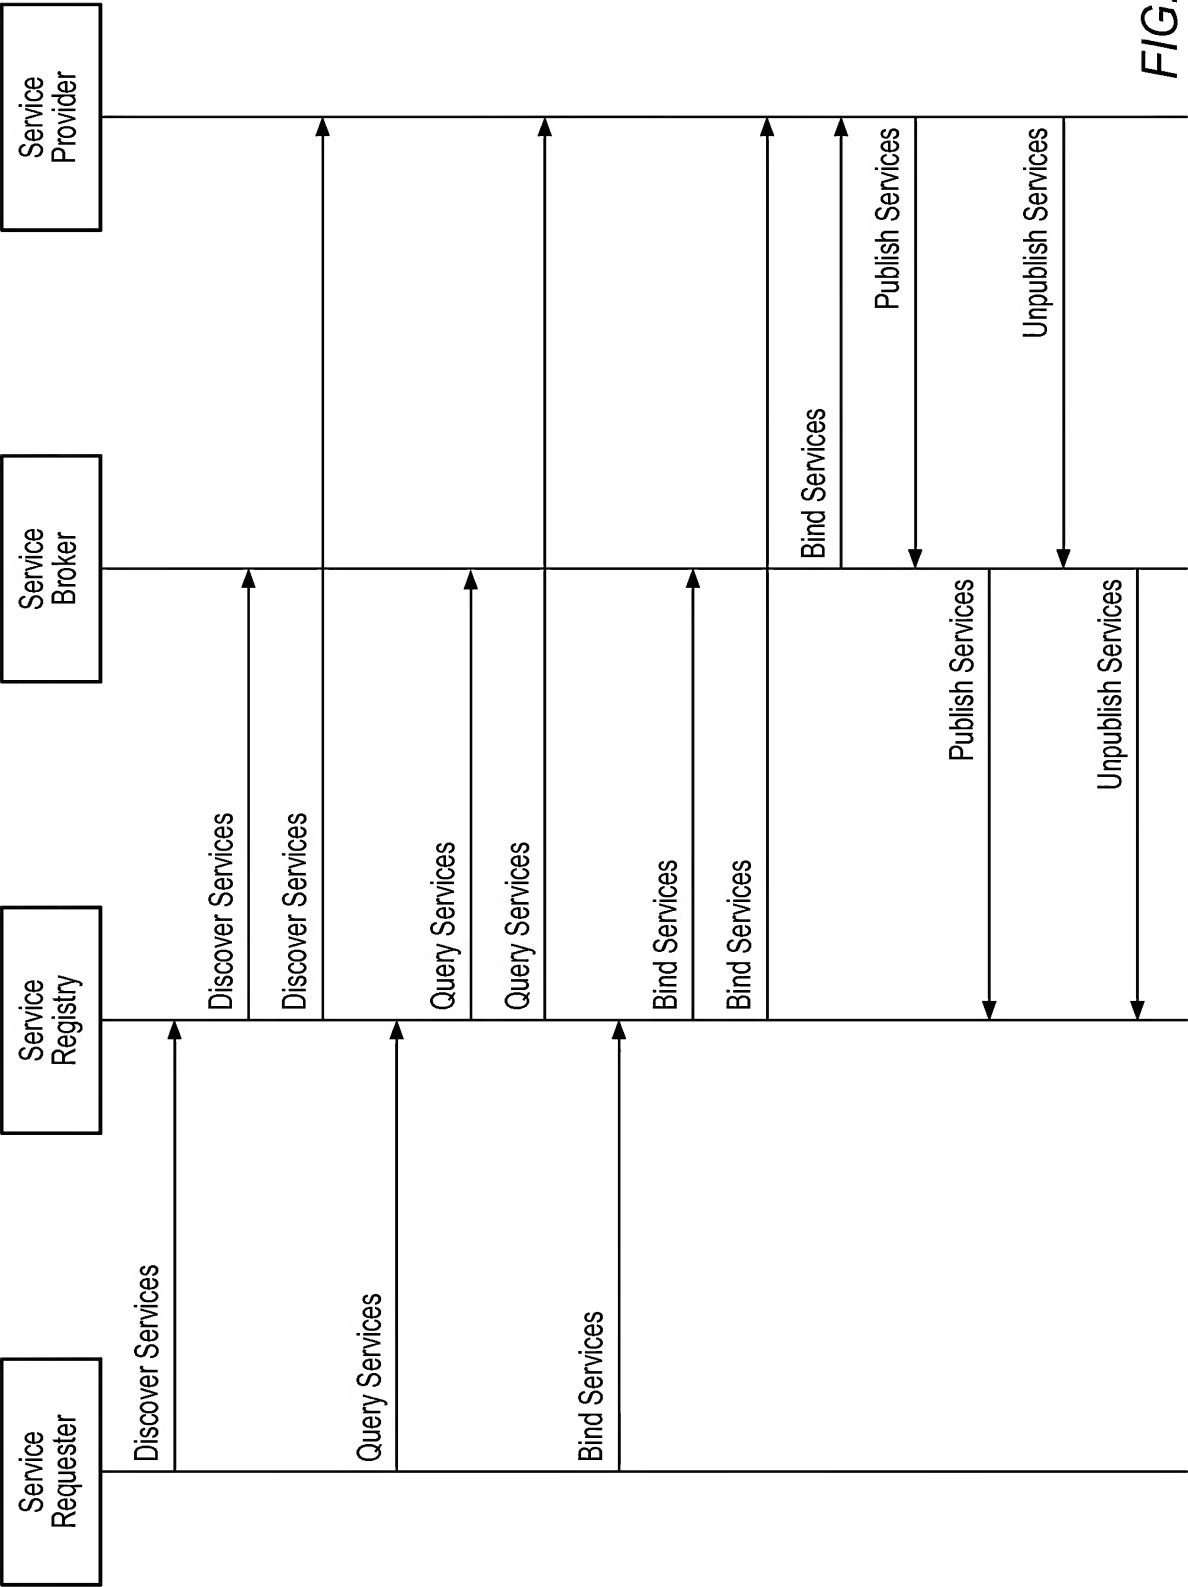 Service
Requester
Service
Registry
Service
Broker
Service
Provider
Discover Services
Discover Services
Discover Services
Query Services
Query Services
Query Services
Bind Services
Bind Services
Bind Services
Bind Services
Publish Services
Publish Services
Unpublish Services
Unpublish Services
FIG.